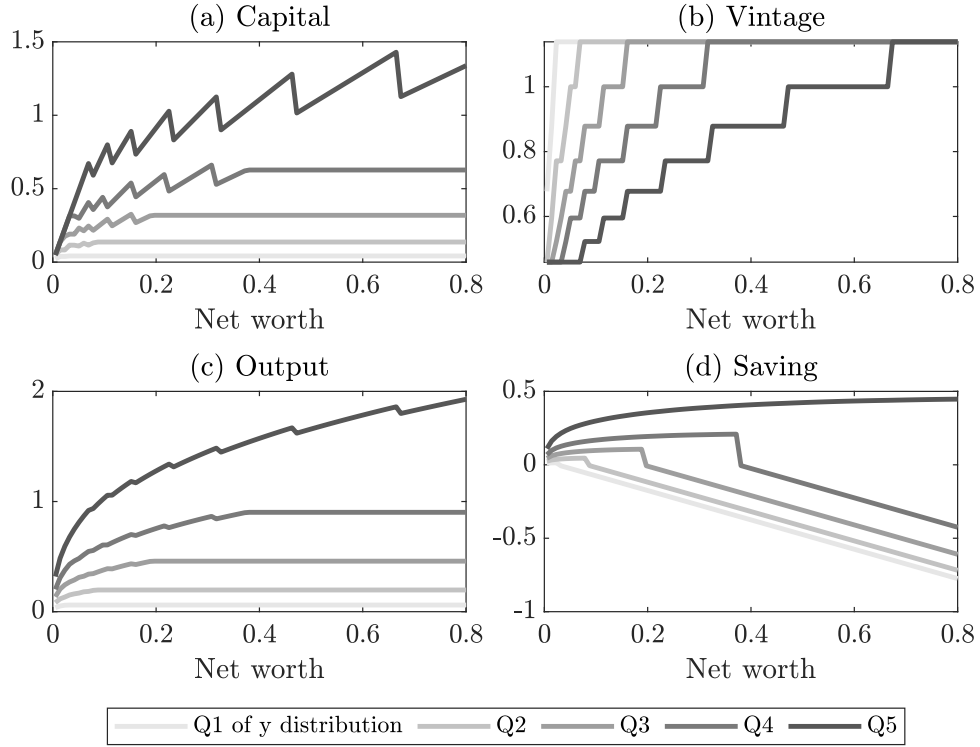 (a) Capital
1.5
1
0.5
0
0 0.2 0.4 0.6 0.8
Net worth
(b) Vintage
1
0.8
0.6
0 0.2 0.4 0.6 0.8
Net worth
(c) Output
2
1
0
0 0.2 0.4 0.6 0.8
Net worth
(d) Saving
0.5
0
-0.5
-1
0 0.2 0.4 0.6 0.8
Net worth
Q1 of y distribution Q2 Q3 Q4 Q5